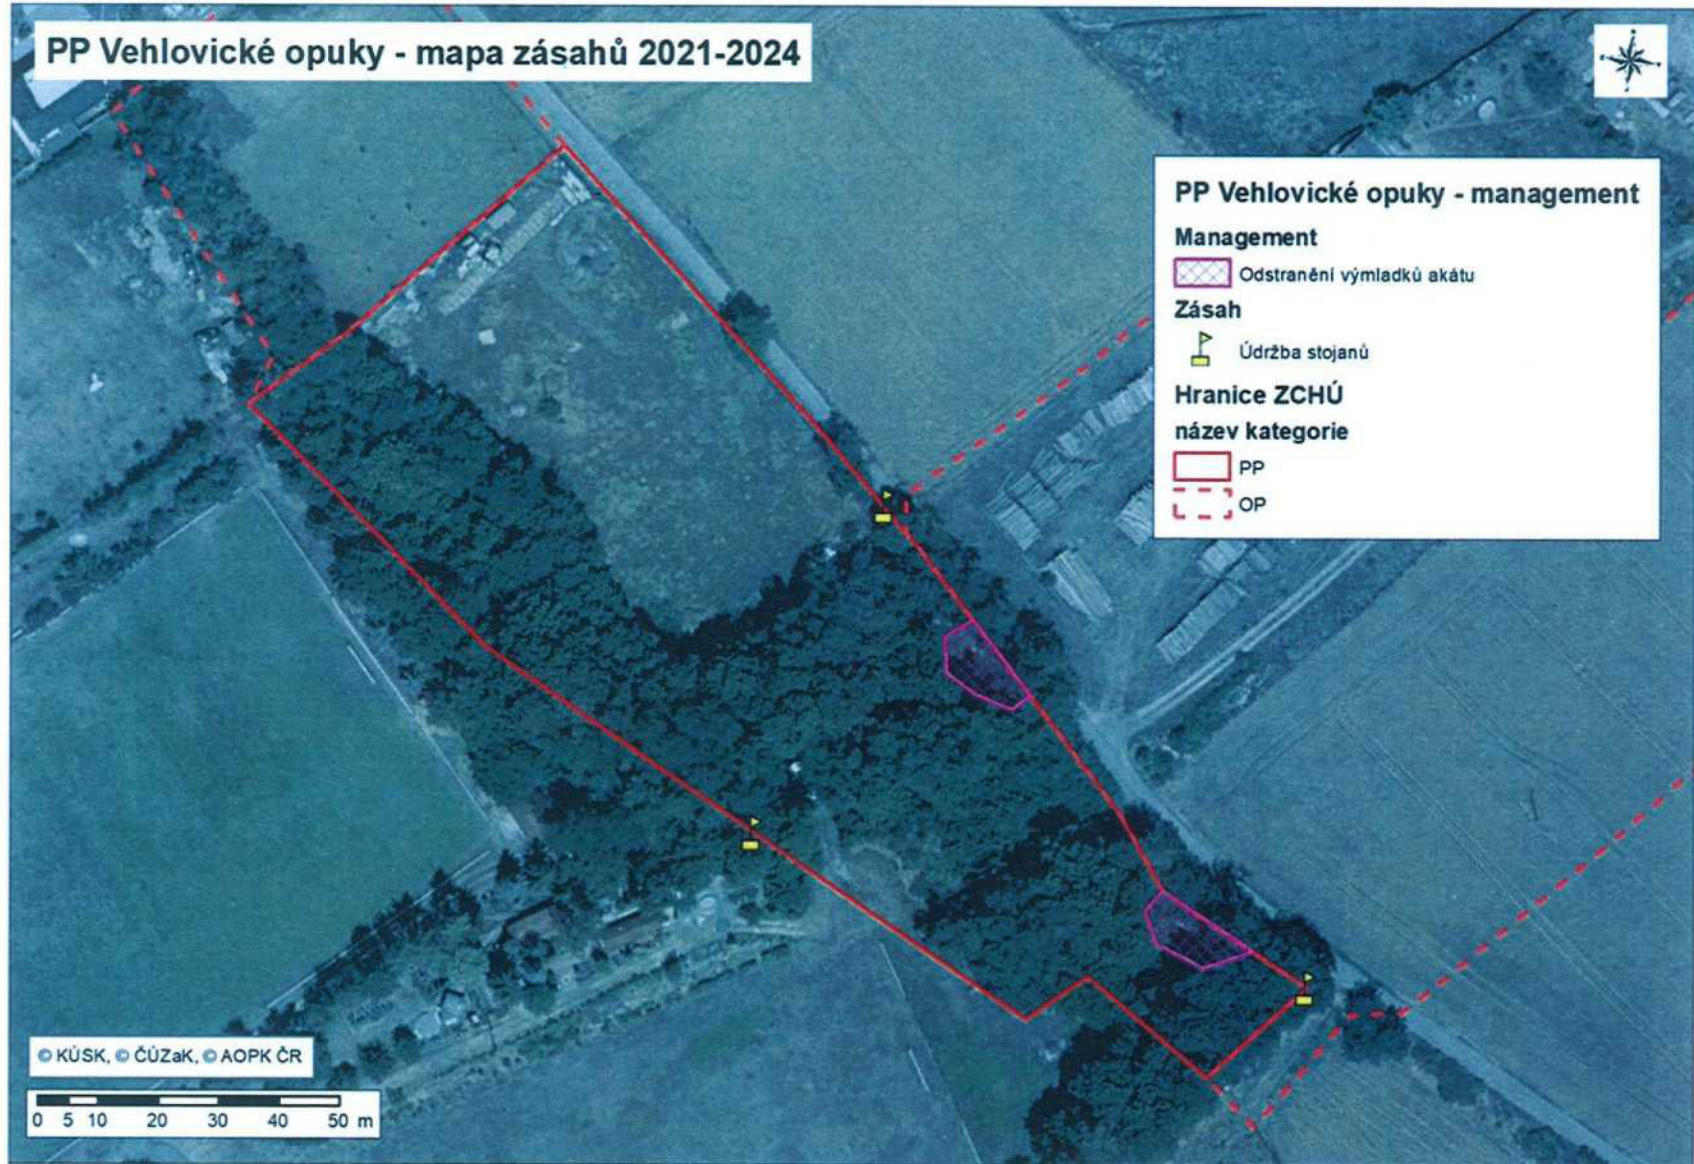 PP Vehlovické opuky - mapa zásahů 2021-2024
PP Vehlovické opuky - management
Management
Odstranění výmladků akátu
Zásah
Údržba stojanů
Hranice ZCHÚ
název kategorie
PP
OP
© KÚSK, © ČÚZaK, © AOPK ČR
0 5 10 20 30 40 50 m